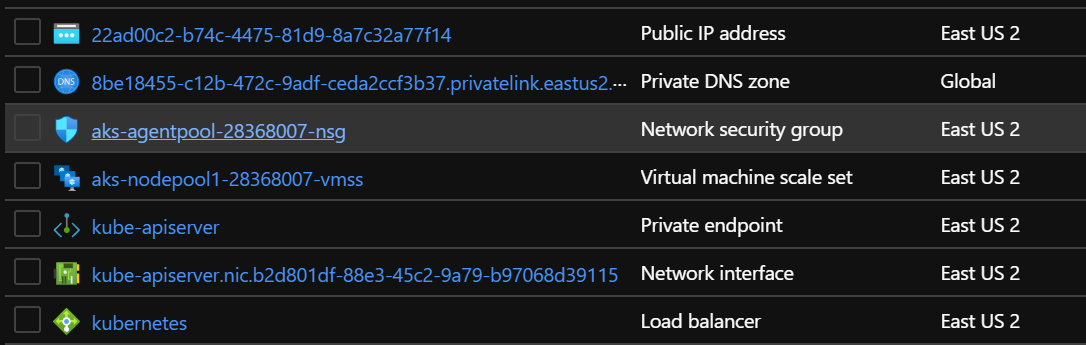 22ad00c2-b74c-4475-81d9-8a7c32a77f14 Public IP address East US 2
DNS 8be18455-c12b-472c-9adf-ceda2ccf3b37.privatelink.eastus2.··· Private DNS zone Global
aks-agentpool-28368007-nsg Network security group East US 2
aks-nodepool1-28368007-vmss Virtual machine scale set East US 2
kube-apiserver Private endpoint East US 2
kube-apiserver.nic.b2d801df-88e3-45c2-9a79-b97068d39115 Network interface East US 2
kubernetes Load balancer East US 2